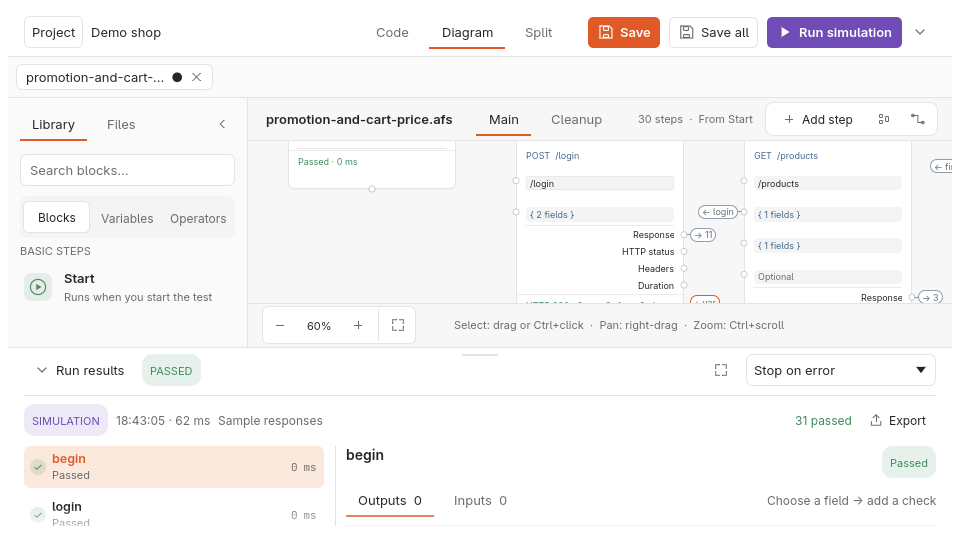 Project Demo shop Code Diagram Split Save Save all Run simulation
promotion-and-cart-...
Library Files
promotion-and-cart-price.afs Main Cleanup 30 steps · From Start Add step
Search blocks...
Blocks Variables Operators
BASIC STEPS
Start
Runs when you start the test
Passed · 0 ms
POST /login
/login
{ 2 fields }
Response → 11
HTTP status
Headers
Duration
← login
GET /products
/products
{ 1 fields }
{ 1 fields }
Optional
Response → 3
60%
Select: drag or Ctrl+click · Pan: right-drag · Zoom: Ctrl+scroll
Run results PASSED Stop on error
SIMULATION 18:43:05 · 62 ms Sample responses 31 passed Export
begin 0 ms
Passed
login 0 ms
Passed
begin Passed
Outputs 0 Inputs 0 Choose a field → add a check